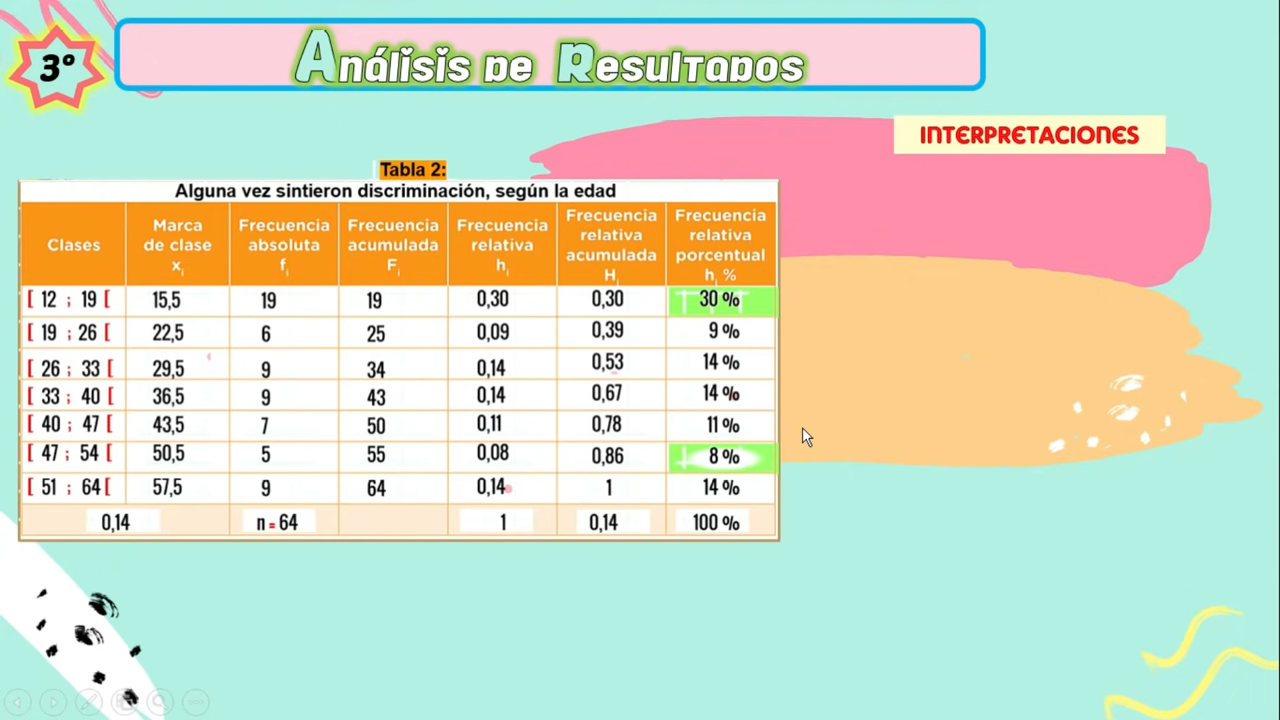 3°
Análisis de Resultados
INTERPRETACIONES
Tabla 2:
Alguna vez sintieron discriminación, según la edad
Clases Marca de clase xi Frecuencia absoluta fi Frecuencia acumulada Fi Frecuencia relativa hi Frecuencia relativa acumulada Hi Frecuencia relativa porcentual hi %
[ 12 ; 19 [ 15,5 19 19 0,30 0,30 30 %
[ 19 ; 26 [ 22,5 6 25 0,09 0,39 9 %
[ 26 ; 33 [ 29,5 9 34 0,14 0,53 14 %
[ 33 ; 40 [ 36,5 9 43 0,14 0,67 14 %
[ 40 ; 47 [ 43,5 7 50 0,11 0,78 11 %
[ 47 ; 54 [ 50,5 5 55 0,08 0,86 8 %
[ 51 ; 64 [ 57,5 9 64 0,14 1 14 %
0,14 n = 64 1 0,14 100 %